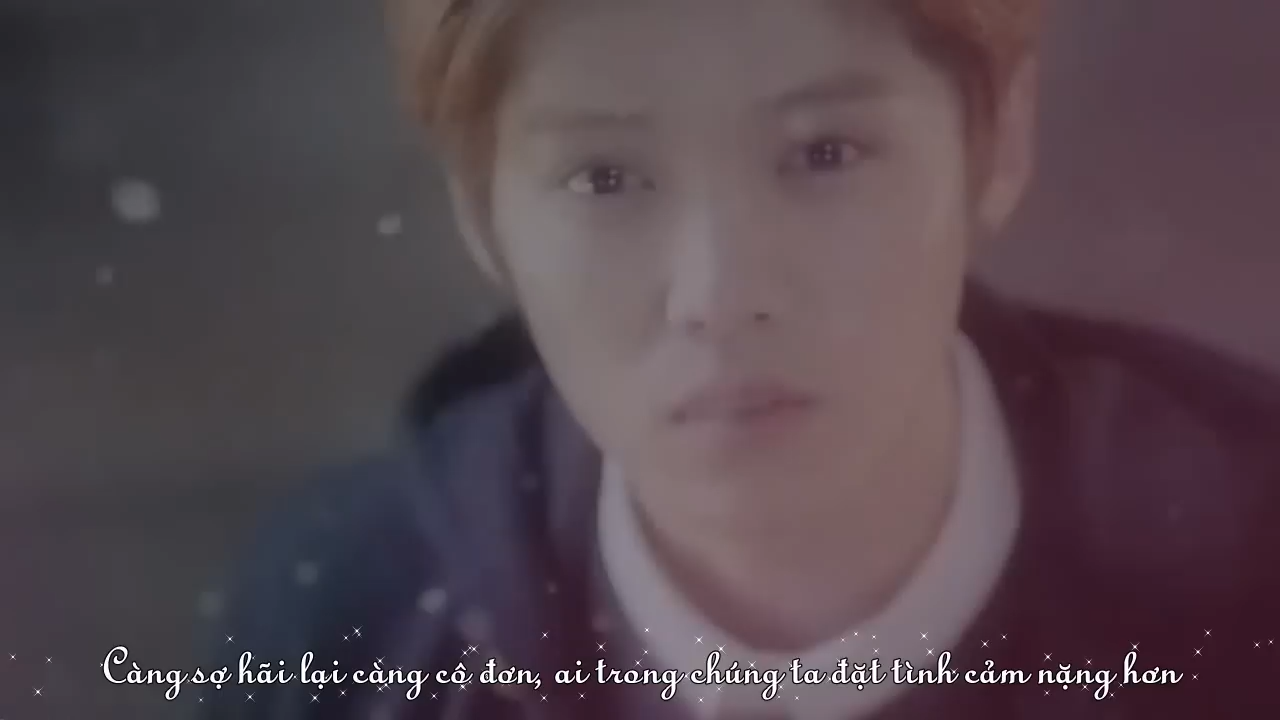 Càng sợ hãi lại càng cô đơn, ai trong chúng ta đặt tình cảm nặng hơn